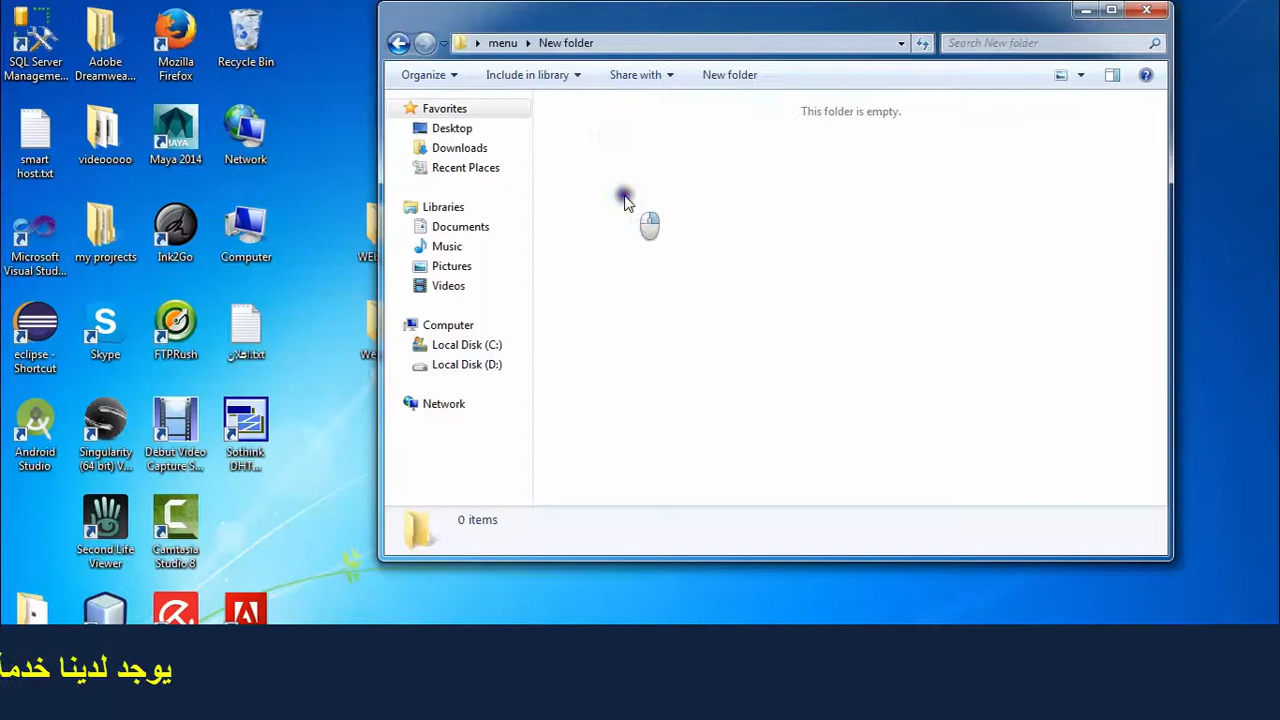 SQL Server
Manageme...
Adobe
Dreamwea...
Mozilla
Firefox
Recycle Bin
smart
host.txt
videooooo
Maya 2014
Network
Microsoft
Visual Stud...
my projects
Ink2Go
Computer
eclipse -
Shortcut
Skype
FTPRush
اعلان.txt
Android
Studio
Singularity
(64 bit) V...
Debut Video
Capture S...
Sothink
DHT...
Second Life
Viewer
Camtasia
Studio 8
menu New folder
Search New folder
Organize Include in library Share with New folder
Favorites
Desktop
Downloads
Recent Places
Libraries
Documents
Music
Pictures
Videos
Computer
Local Disk (C:)
Local Disk (D:)
Network
This folder is empty.
0 items
يوجد لدينا